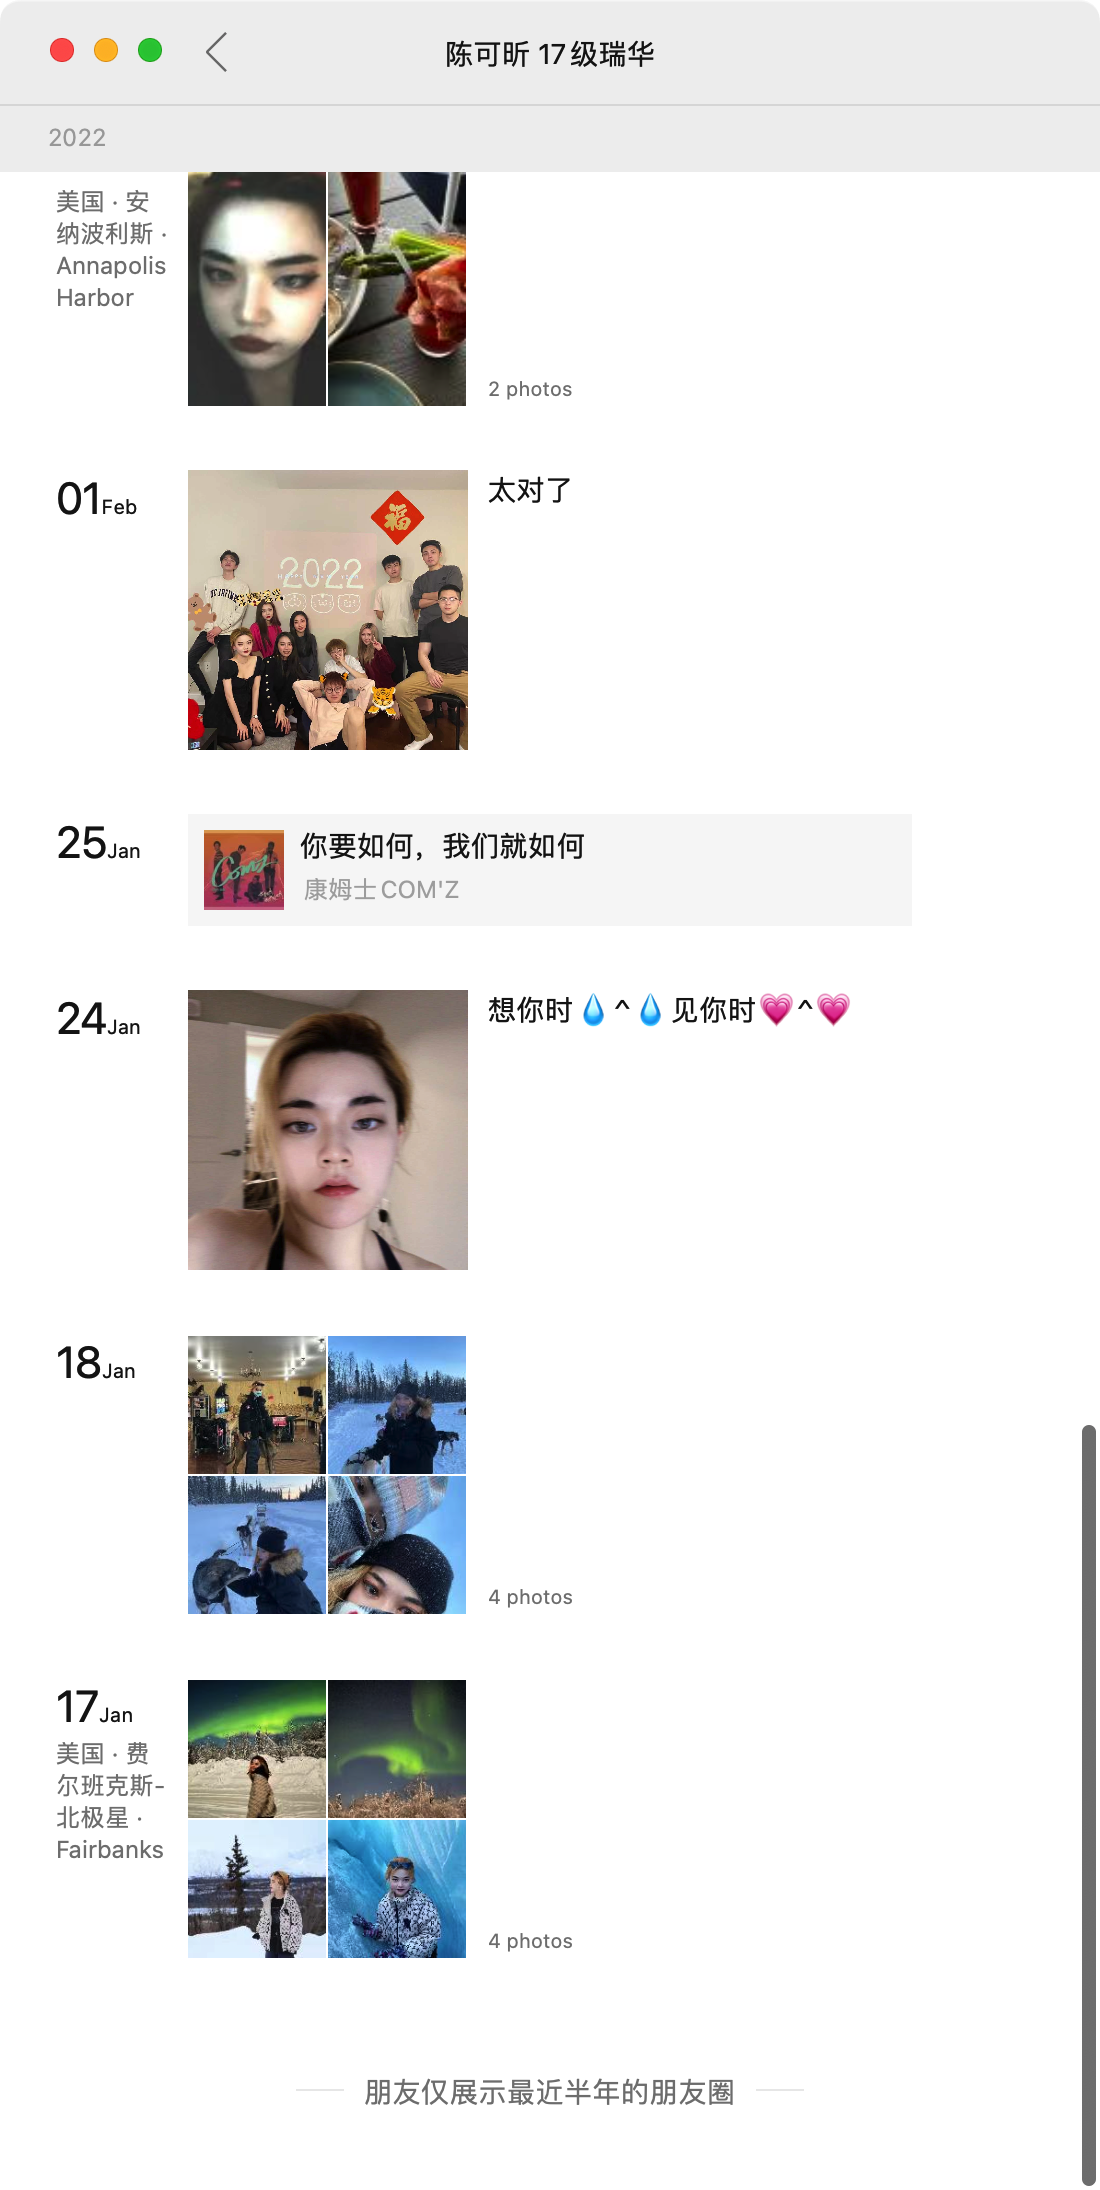 陈可昕 17级瑞华
2022
美国 · 安
纳波利斯 ·
Annapolis
Harbor
2 photos
01Feb
太对了
福
2022
25Jan
你要如何，我们就如何
Com'z
康姆士COM'Z
24Jan
想你时💧^💧见你时💗^💗
18Jan
4 photos
17Jan
美国 · 费
尔班克斯-
北极星 ·
Fairbanks
4 photos
朋友仅展示最近半年的朋友圈